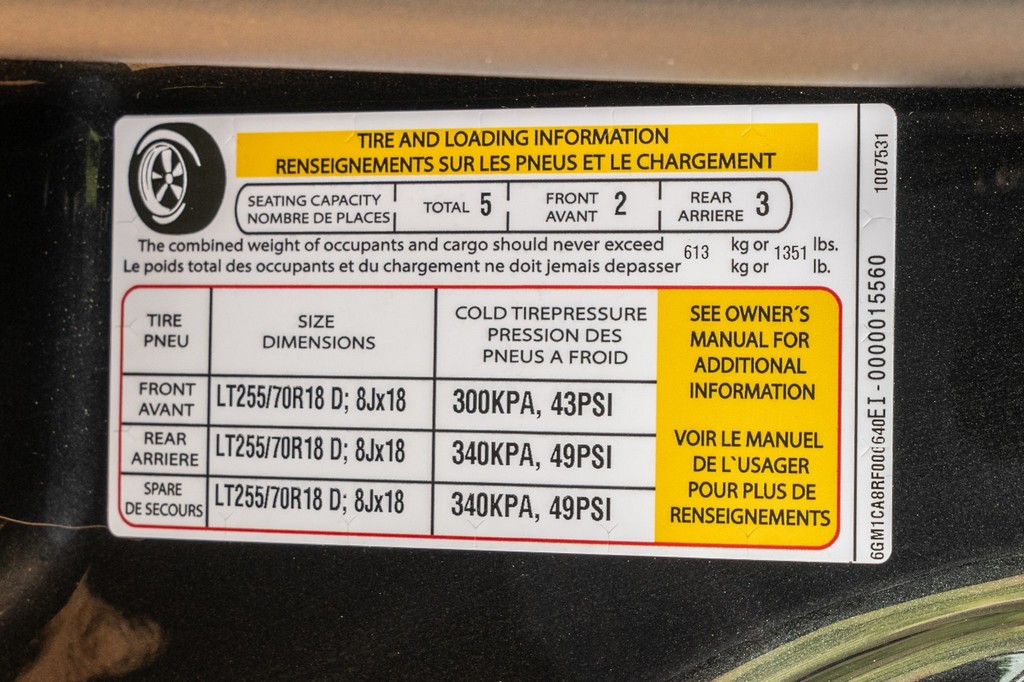 TIRE AND LOADING INFORMATION
RENSEIGNEMENTS SUR LES PNEUS ET LE CHARGEMENT
SEATING CAPACITY
NOMBRE DE PLACES
TOTAL 5
FRONT
AVANT
2
REAR
ARRIERE
3
The combined weight of occupants and cargo should never exceed 613 kg or 1351 lbs.
Le poids total des occupants et du chargement ne doit jamais depasser kg or lb.
TIRE
PNEU
SIZE
DIMENSIONS
COLD TIREPRESSURE
PRESSION DES
PNEUS A FROID
FRONT
AVANT
LT255/70R18 D; 8Jx18
300KPA, 43PSI
REAR
ARRIERE
LT255/70R18 D; 8Jx18
340KPA, 49PSI
SPARE
DE SECOURS
LT255/70R18 D; 8Jx18
340KPA, 49PSI
SEE OWNER´S
MANUAL FOR
ADDITIONAL
INFORMATION
VOIR LE MANUEL
DE L`USAGER
POUR PLUS DE
RENSEIGNEMENTS
6GM1CA8RF000640EI-0000015560
1007531